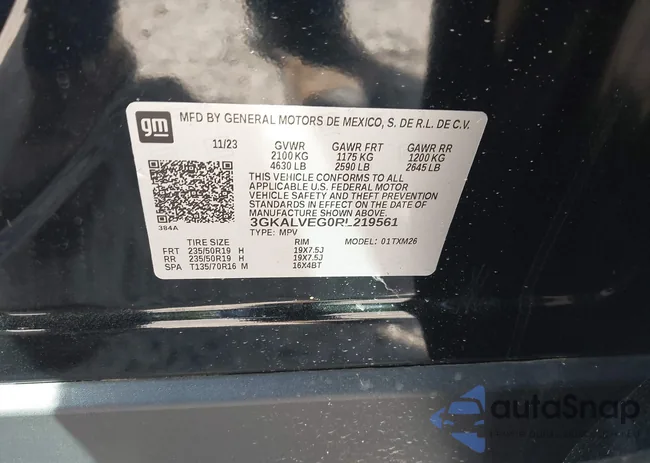 gm
MFD BY GENERAL MOTORS DE MEXICO, S. DE R.L. DE C.V.
11/23 GVWR GAWR FRT GAWR RR
2100 KG 1175 KG 1200 KG
4630 LB 2590 LB 2645 LB
THIS VEHICLE CONFORMS TO ALL
APPLICABLE U.S. FEDERAL MOTOR
VEHICLE SAFETY AND THEFT PREVENTION
STANDARDS IN EFFECT ON THE DATE OF
MANUFACTURE SHOWN ABOVE.
384A
3GKALVEG0RL219561
TYPE: MPV MODEL: 01TXM26
TIRE SIZE RIM
FRT 235/50R19 H 19X7.5J
RR 235/50R19 H 19X7.5J
SPA T135/70R16 M 16X4BT
autoSnap